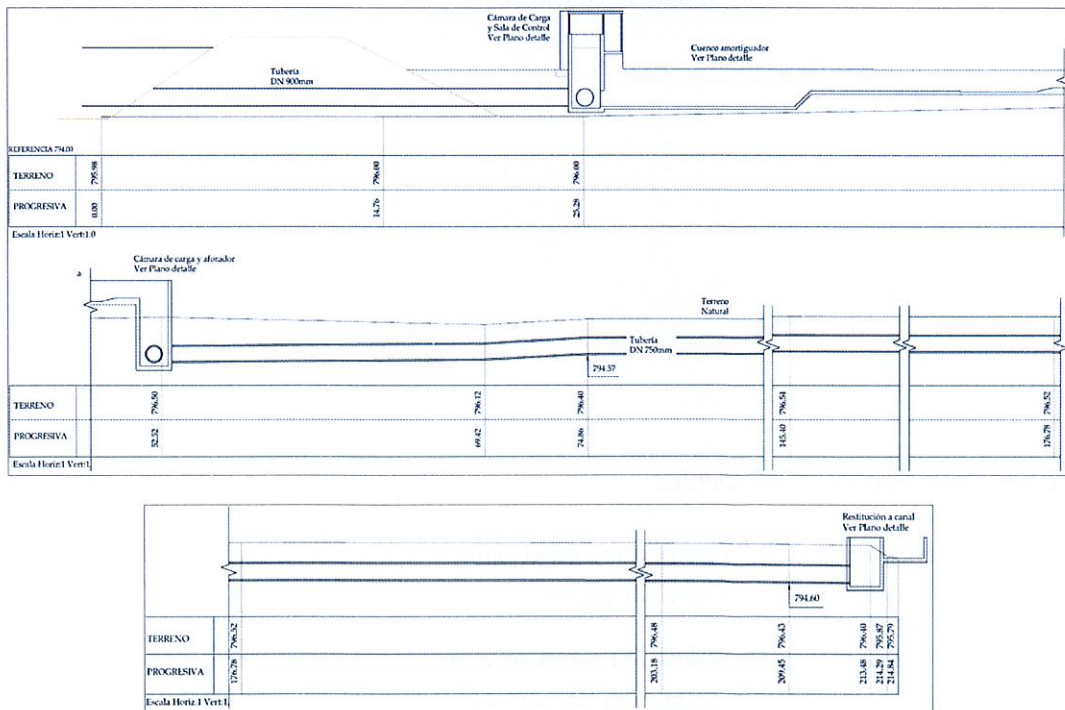 Cámara de Carga
y Sala de Control
Ver Plano detalle
Cuenco amortiguador
Ver Plano detalle
Tubería
DN 900mm
REFERENCIA 794.00
TERRENO 795.98 796.00 796.00
PROGRESIVA 0.00 14.76 25.28
Escala Horiz:1 Vert:1.0
a
Cámara de carga y aforador
Ver Plano detalle
Terreno
Natural
Tubería
DN 750mm
794.57
TERRENO 796.50 796.12 796.40 796.54 796.52
PROGRESIVA 52.52 69.42 74.86 145.40 176.78
Escala Horiz:1 Vert:1.
Restitución a canal
Ver Plano detalle
794.60
TERRENO 796.52 796.48 796.43 796.40 795.87 795.79
PROGRESIVA 176.78 203.18 209.45 213.48 214.29 214.84
Escala Horiz.1 Vert:1.